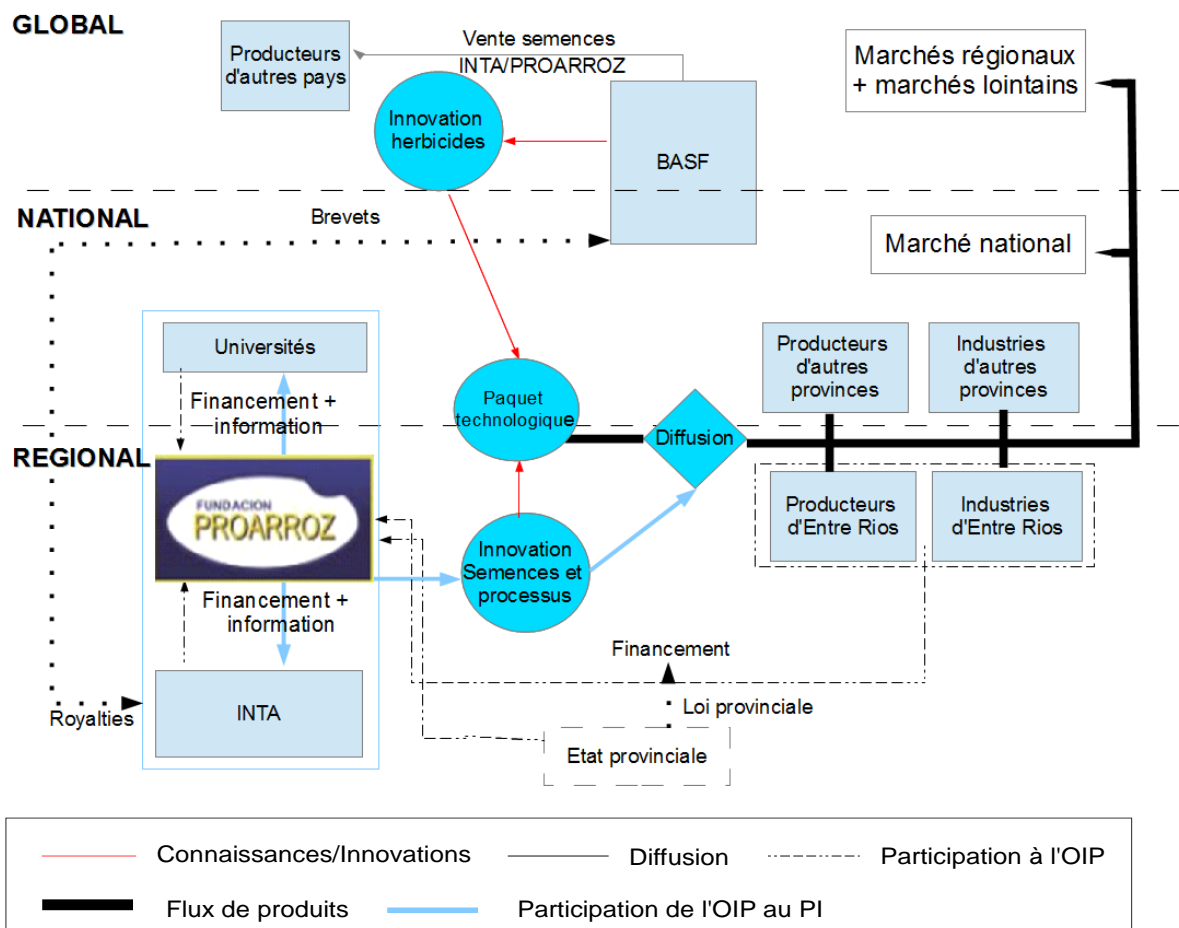 GLOBAL
Producteurs
d'autres pays
Vente semences
INTA/PROARROZ
Innovation
herbicides
BASF
Marchés régionaux
+ marchés lointains
NATIONAL
Brevets
Marché national
Universités
Financement +
information
Paquet
technologique
Diffusion
Producteurs
d'autres
provinces
Industries
d'autres
provinces
REGIONAL
FUNDACION
PROARROZ
Producteurs
d'Entre Rios
Industries
d'Entre Rios
Innovation
Semences et
processus
Financement +
information
Financement
Royalties
INTA
Loi provinciale
Etat provinciale
Connaissances/Innovations
Diffusion
Participation à l'OIP
Flux de produits
Participation de l'OIP au PI